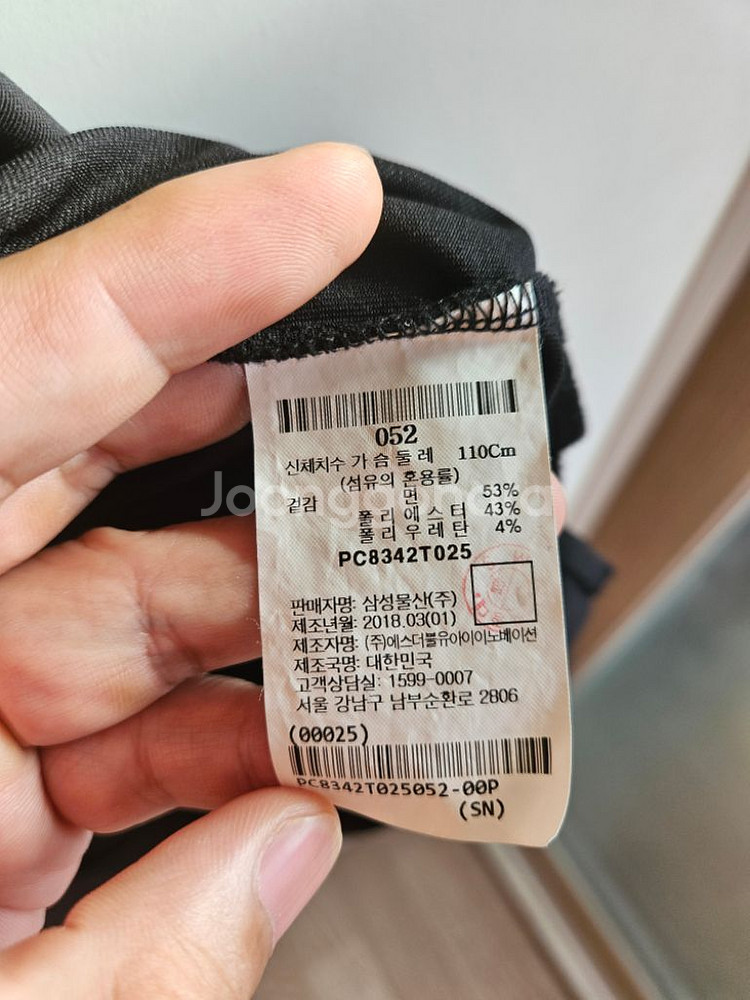 052
신체치수 가슴둘레 110Cm
(섬유의 혼용률)
겉감 면 53%
폴리에스터 43%
폴리우레탄 4%
PC8342T025
판매자명: 삼성물산(주)
제조년월: 2018.03(01)
제조자명: (주)에스더블유아이이노베이션
제조국명: 대한민국
고객상담실: 1599-0007
서울 강남구 남부순환로 2806
(00025)
PC8342T025052-00P
(SN)
Joonggonara